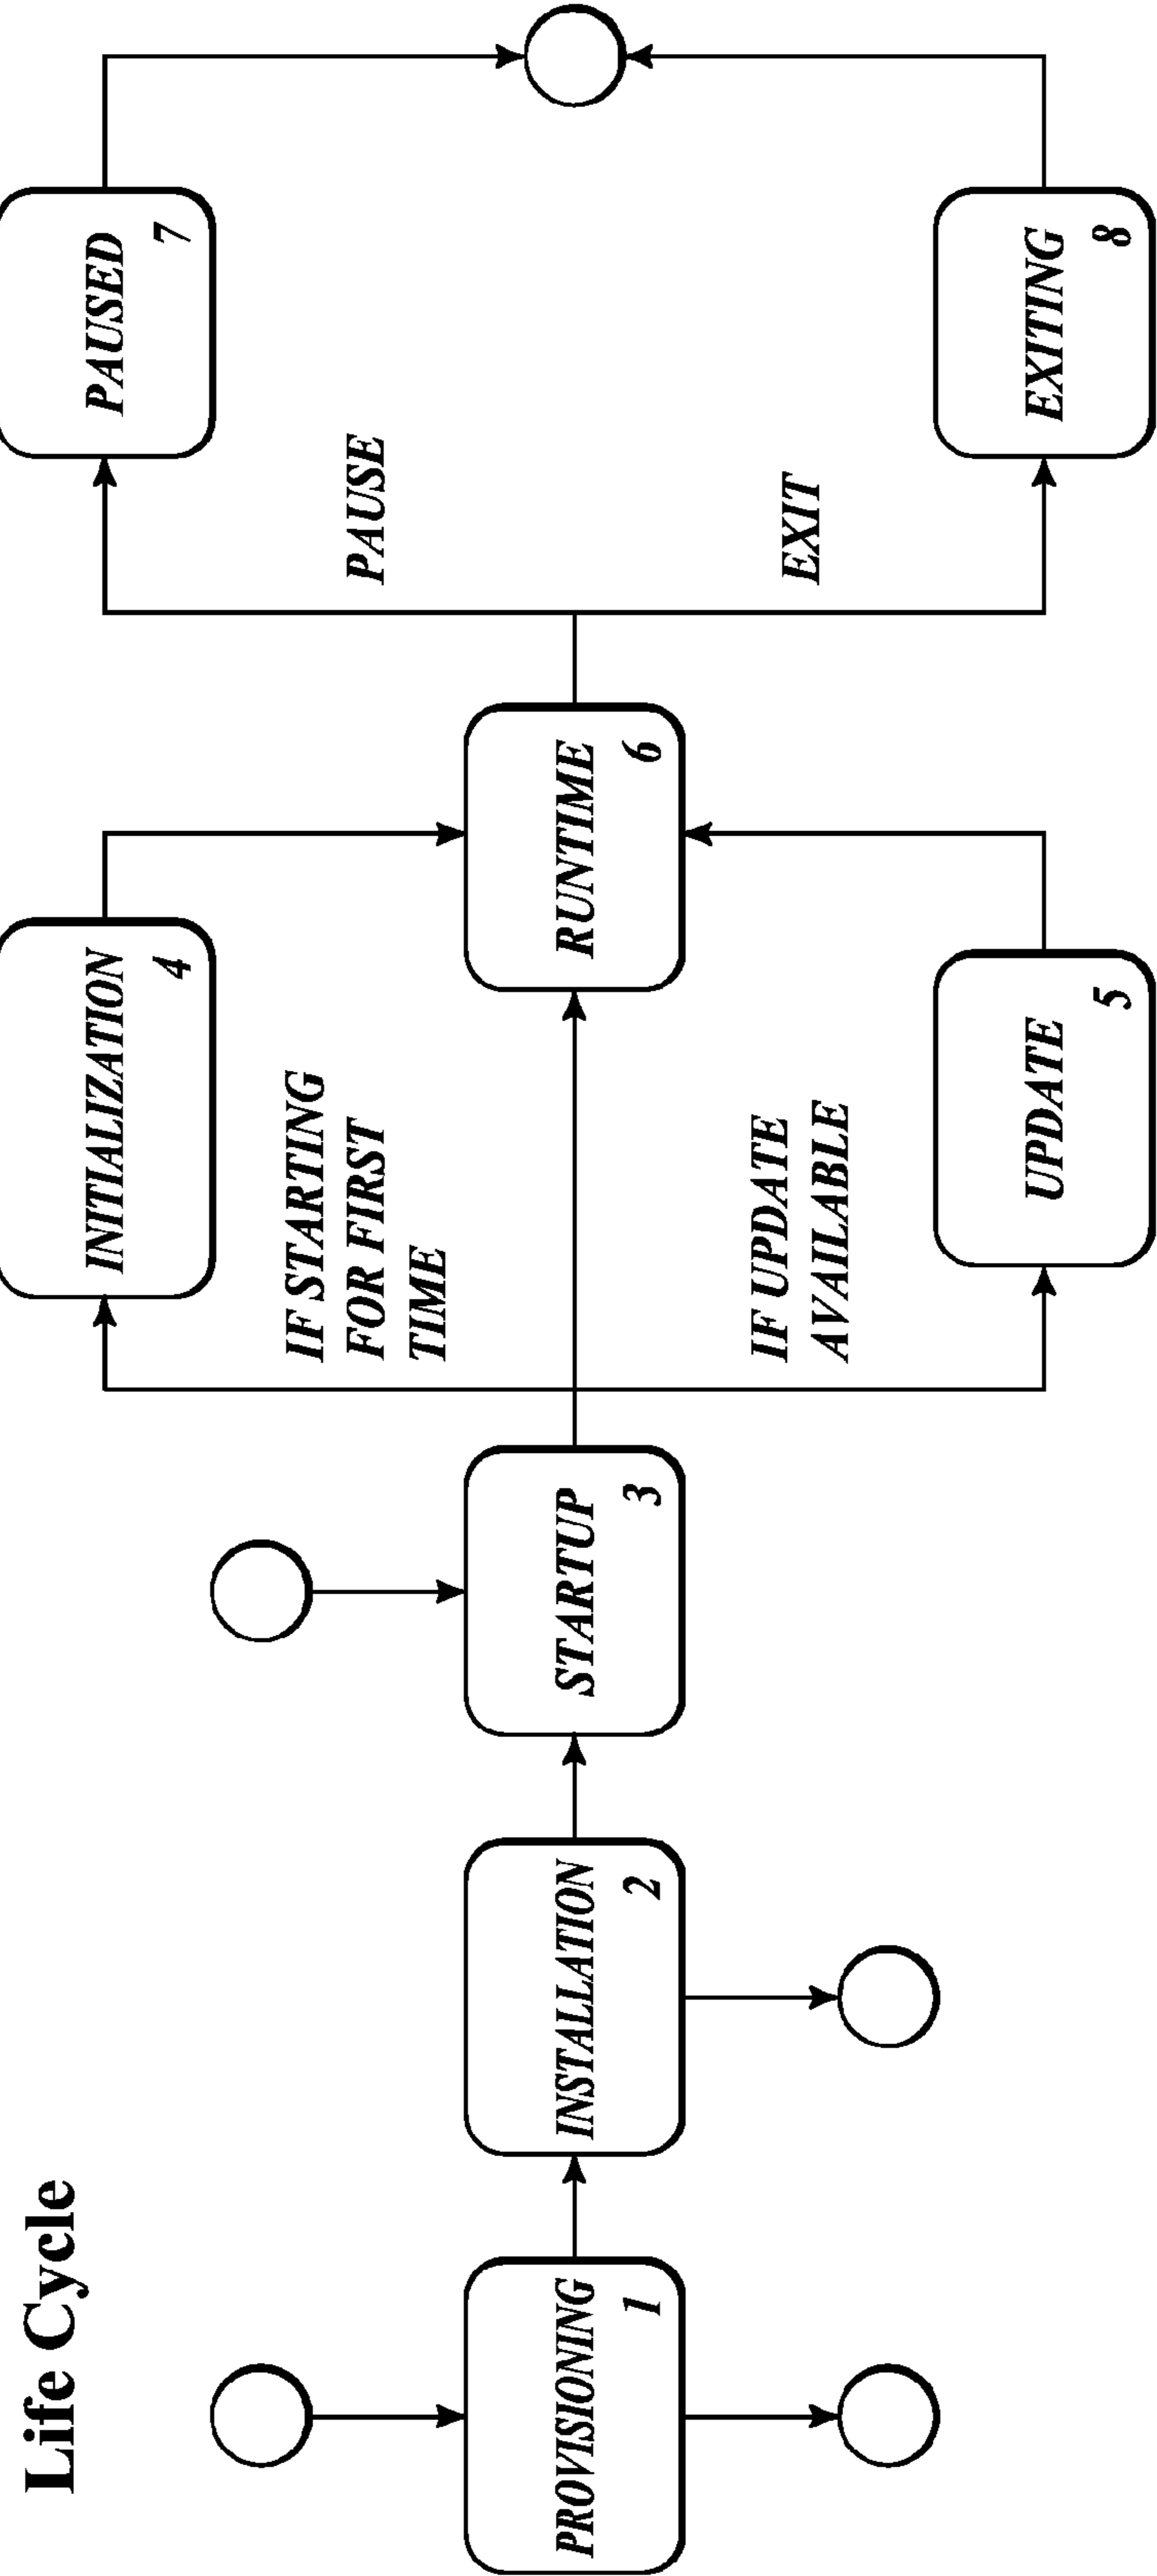 Life Cycle
PROVISIONING
1
INSTALLATION
2
STARTUP
3
IF STARTING
FOR FIRST
TIME
INITIALIZATION
4
IF UPDATE
AVAILABLE
UPDATE
5
RUNTIME
6
PAUSE
PAUSED
7
EXIT
EXITING
8